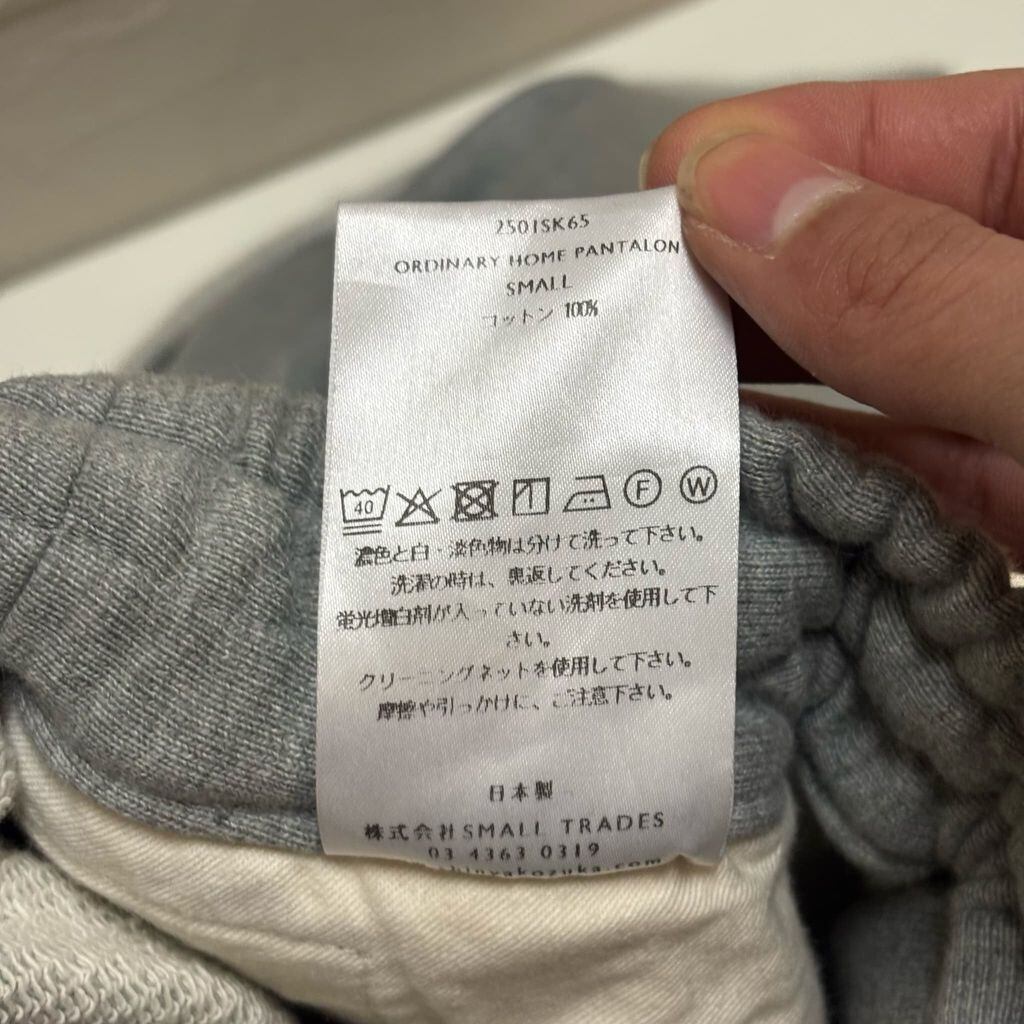 2501SK65
ORDINARY HOME PANTALON
SMALL
コットン 100%
40 F W
濃色と白・淡色物は分けて洗って下さい。
洗濯の時は、裏返してください。
蛍光増白剤が入っていない洗剤を使用して下
さい。
クリーニングネットを使用して下さい。
摩擦や引っかけに、ご注意下さい。
日本製
株式会社SMALL TRADES
03 4363 0319